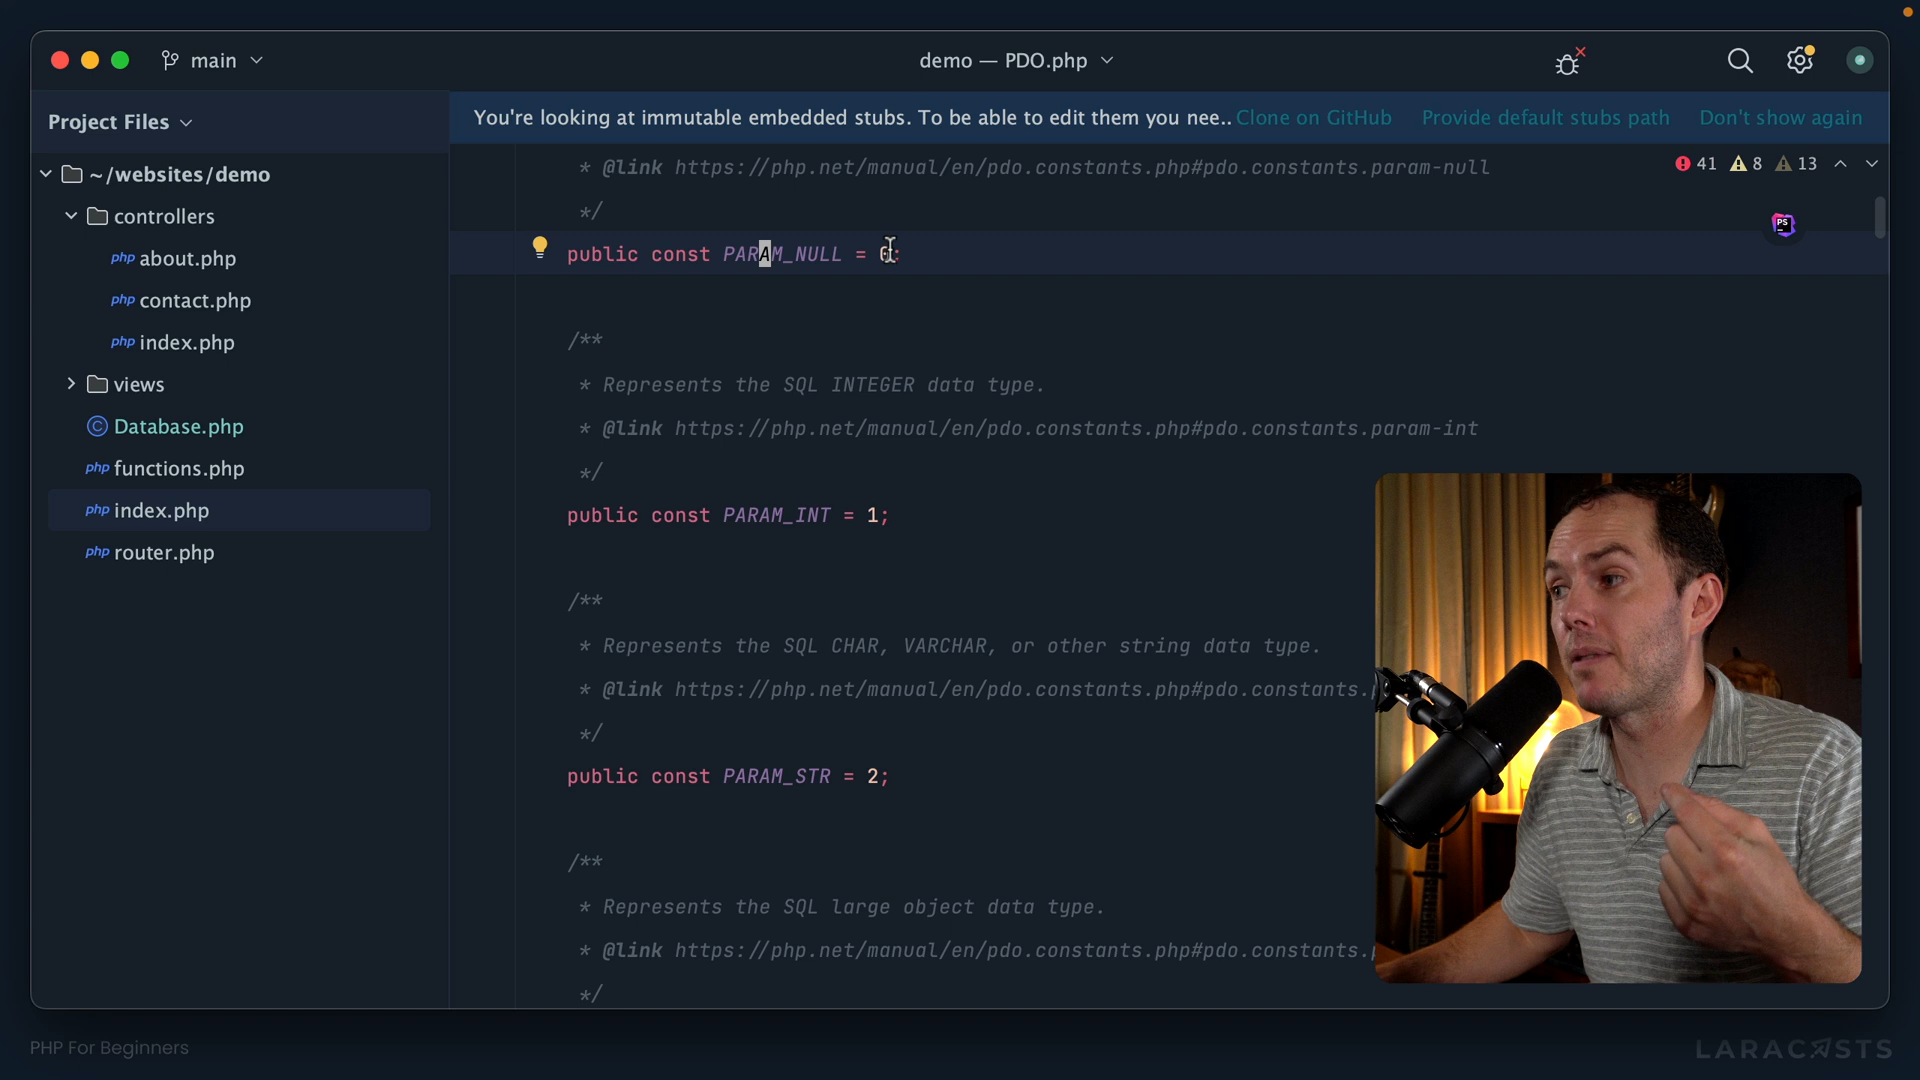 main
demo — PDO.php
Project Files
You're looking at immutable embedded stubs. To be able to edit them you nee.. Clone on GitHub Provide default stubs path Don't show again
~/websites/demo
controllers
php about.php
php contact.php
php index.php
views
C Database.php
php functions.php
php index.php
php router.php
* @link https://php.net/manual/en/pdo.constants.php#pdo.constants.param-null
41 8 13
*/
PS
public const PARAM_NULL = 0;
/**
* Represents the SQL INTEGER data type.
* @link https://php.net/manual/en/pdo.constants.php#pdo.constants.param-int
*/
public const PARAM_INT = 1;
/**
* Represents the SQL CHAR, VARCHAR, or other string data type.
* @link https://php.net/manual/en/pdo.constants.php#pdo.constants.
*/
public const PARAM_STR = 2;
/**
* Represents the SQL large object data type.
* @link https://php.net/manual/en/pdo.constants.php#pdo.constants.
*/
PHP For Beginners
LARACASTS